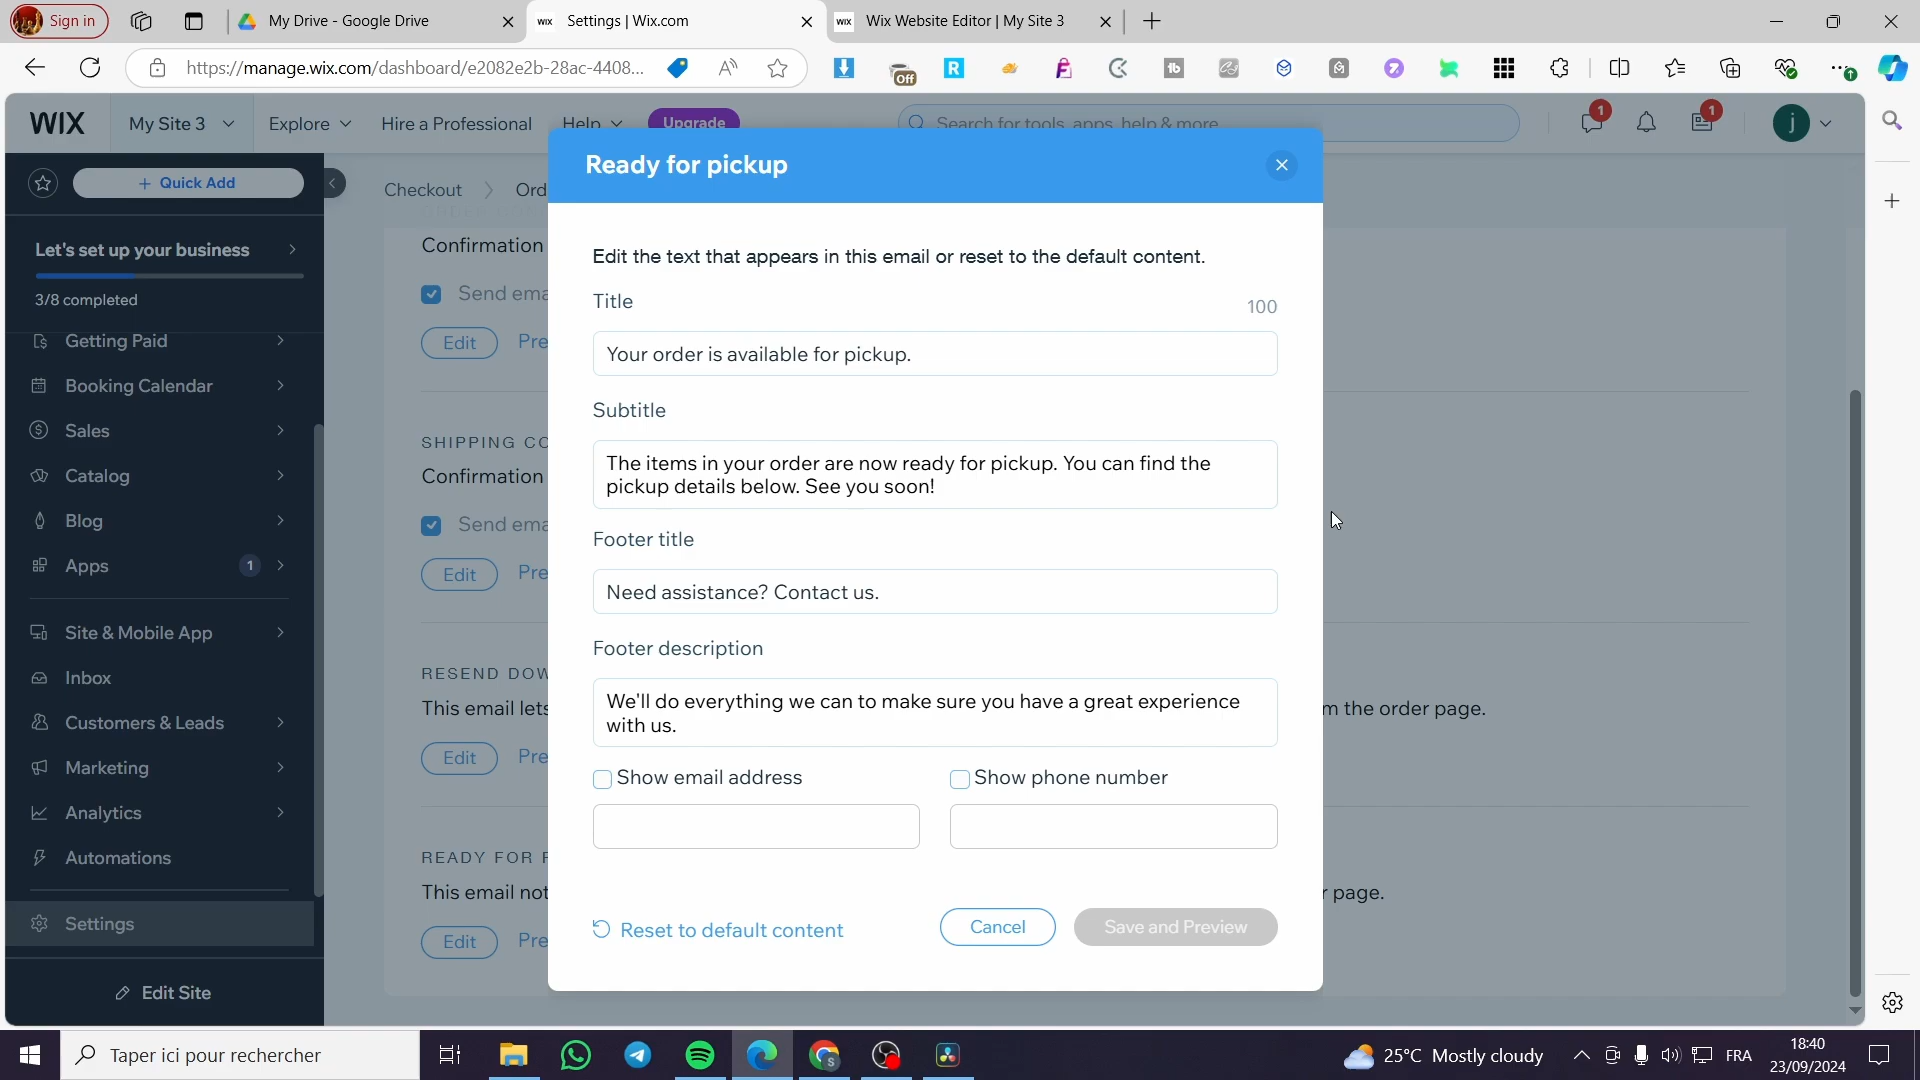 Sign in
My Drive - Google Drive
WIX
Settings | Wix.com
WIX
Wix Website Editor | My Site 3
https://manage.wix.com/dashboard/e2082e2b-28ac-4408...
Off
WIX
My Site 3
Explore
Hire a Professional
Help
Upgrade
Search for tools, apps, help & more
1
1
j
Quick Add
Let's set up your business
3/8 completed
Getting Paid
Booking Calendar
Sales
Catalog
Blog
Apps
1
Site & Mobile App
Inbox
Customers & Leads
Marketing
Analytics
Automations
Settings
Edit Site
Checkout
Ord
Confirmation
Send ema
Edit
Pre
SHIPPING CO
Confirmation
Send ema
Edit
Pre
RESEND DOW
This email lets
m the order page.
Edit
Pre
READY FOR P
This email not
r page.
Edit
Pre
Ready for pickup
Edit the text that appears in this email or reset to the default content.
Title
100
Your order is available for pickup.
Subtitle
The items in your order are now ready for pickup. You can find the
pickup details below. See you soon!
Footer title
Need assistance? Contact us.
Footer description
We'll do everything we can to make sure you have a great experience
with us.
Show email address
Show phone number
Reset to default content
Cancel
Save and Preview
Taper ici pour rechercher
25°C Mostly cloudy
FRA
18:40
23/09/2024